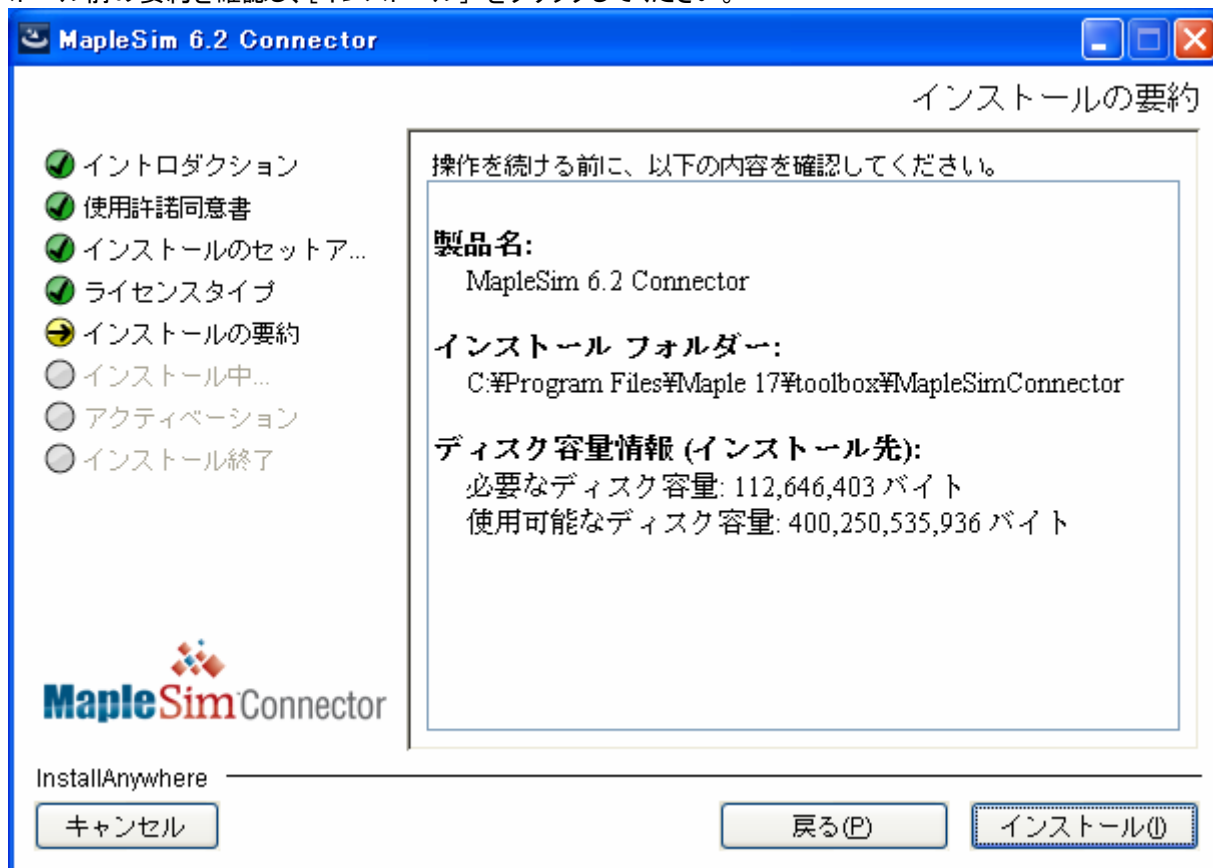 MapleSim 6.2 Connector
インストールの要約
イントロダクション
使用許諾同意書
インストールのセットア...
ライセンスタイプ
インストールの要約
インストール中...
アクティベーション
インストール終了
操作を続ける前に、以下の内容を確認してください。
製品名:
MapleSim 6.2 Connector
インストール フォルダー:
C:¥Program Files¥Maple 17¥toolbox¥MapleSimConnector
ディスク容量情報 (インストール先):
必要なディスク容量: 112,646,403 バイト
使用可能なディスク容量: 400,250,535,936 バイト
MapleSim Connector
InstallAnywhere
キャンセル
戻る(P)
インストール(I)